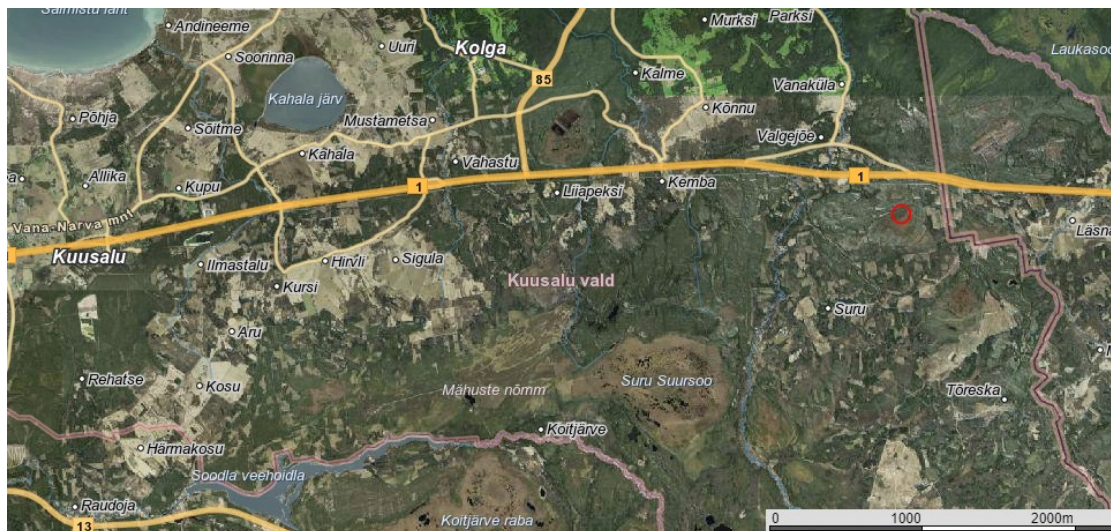 Salmistu laht
Andineeme
Murksi
Parksi
Uuri
Kolga
Laukasoo
Soorinna
85
Kalme
Vanaküla
Kahala järv
Põhja
Sõitme
Mustametsa
Kõnnu
Valgejõe
Kahala
Vahastu
Allika
Kupu
1
Liiapeksi
Kemba
1
Vana-Narva mnt
Läsna
Kuusalu
Ilmastalu
Hirvli
Sigula
Kuusalu vald
Kursi
Suru
Aru
Rehatse
Kosu
Mähuste nõmm
Suru Suursoo
Tõreska
Koitjärve
Härmakosu
Soodla veehoidla
Raudoja
13
Koitjärve raba
0 1000 2000m